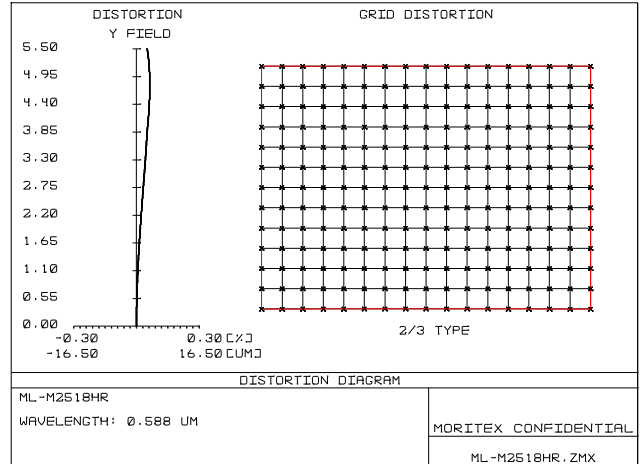 DISTORTION
Y FIELD
5.50
4.95
4.40
3.85
3.30
2.75
2.20
1.65
1.10
0.55
0.00
-0.30 0.30[%]
-16.50 16.50[UM]
GRID DISTORTION
2/3 TYPE
DISTORTION DIAGRAM
ML-M2518HR
WAVELENGTH: 0.588 UM
MORITEX CONFIDENTIAL
ML-M2518HR.ZMX